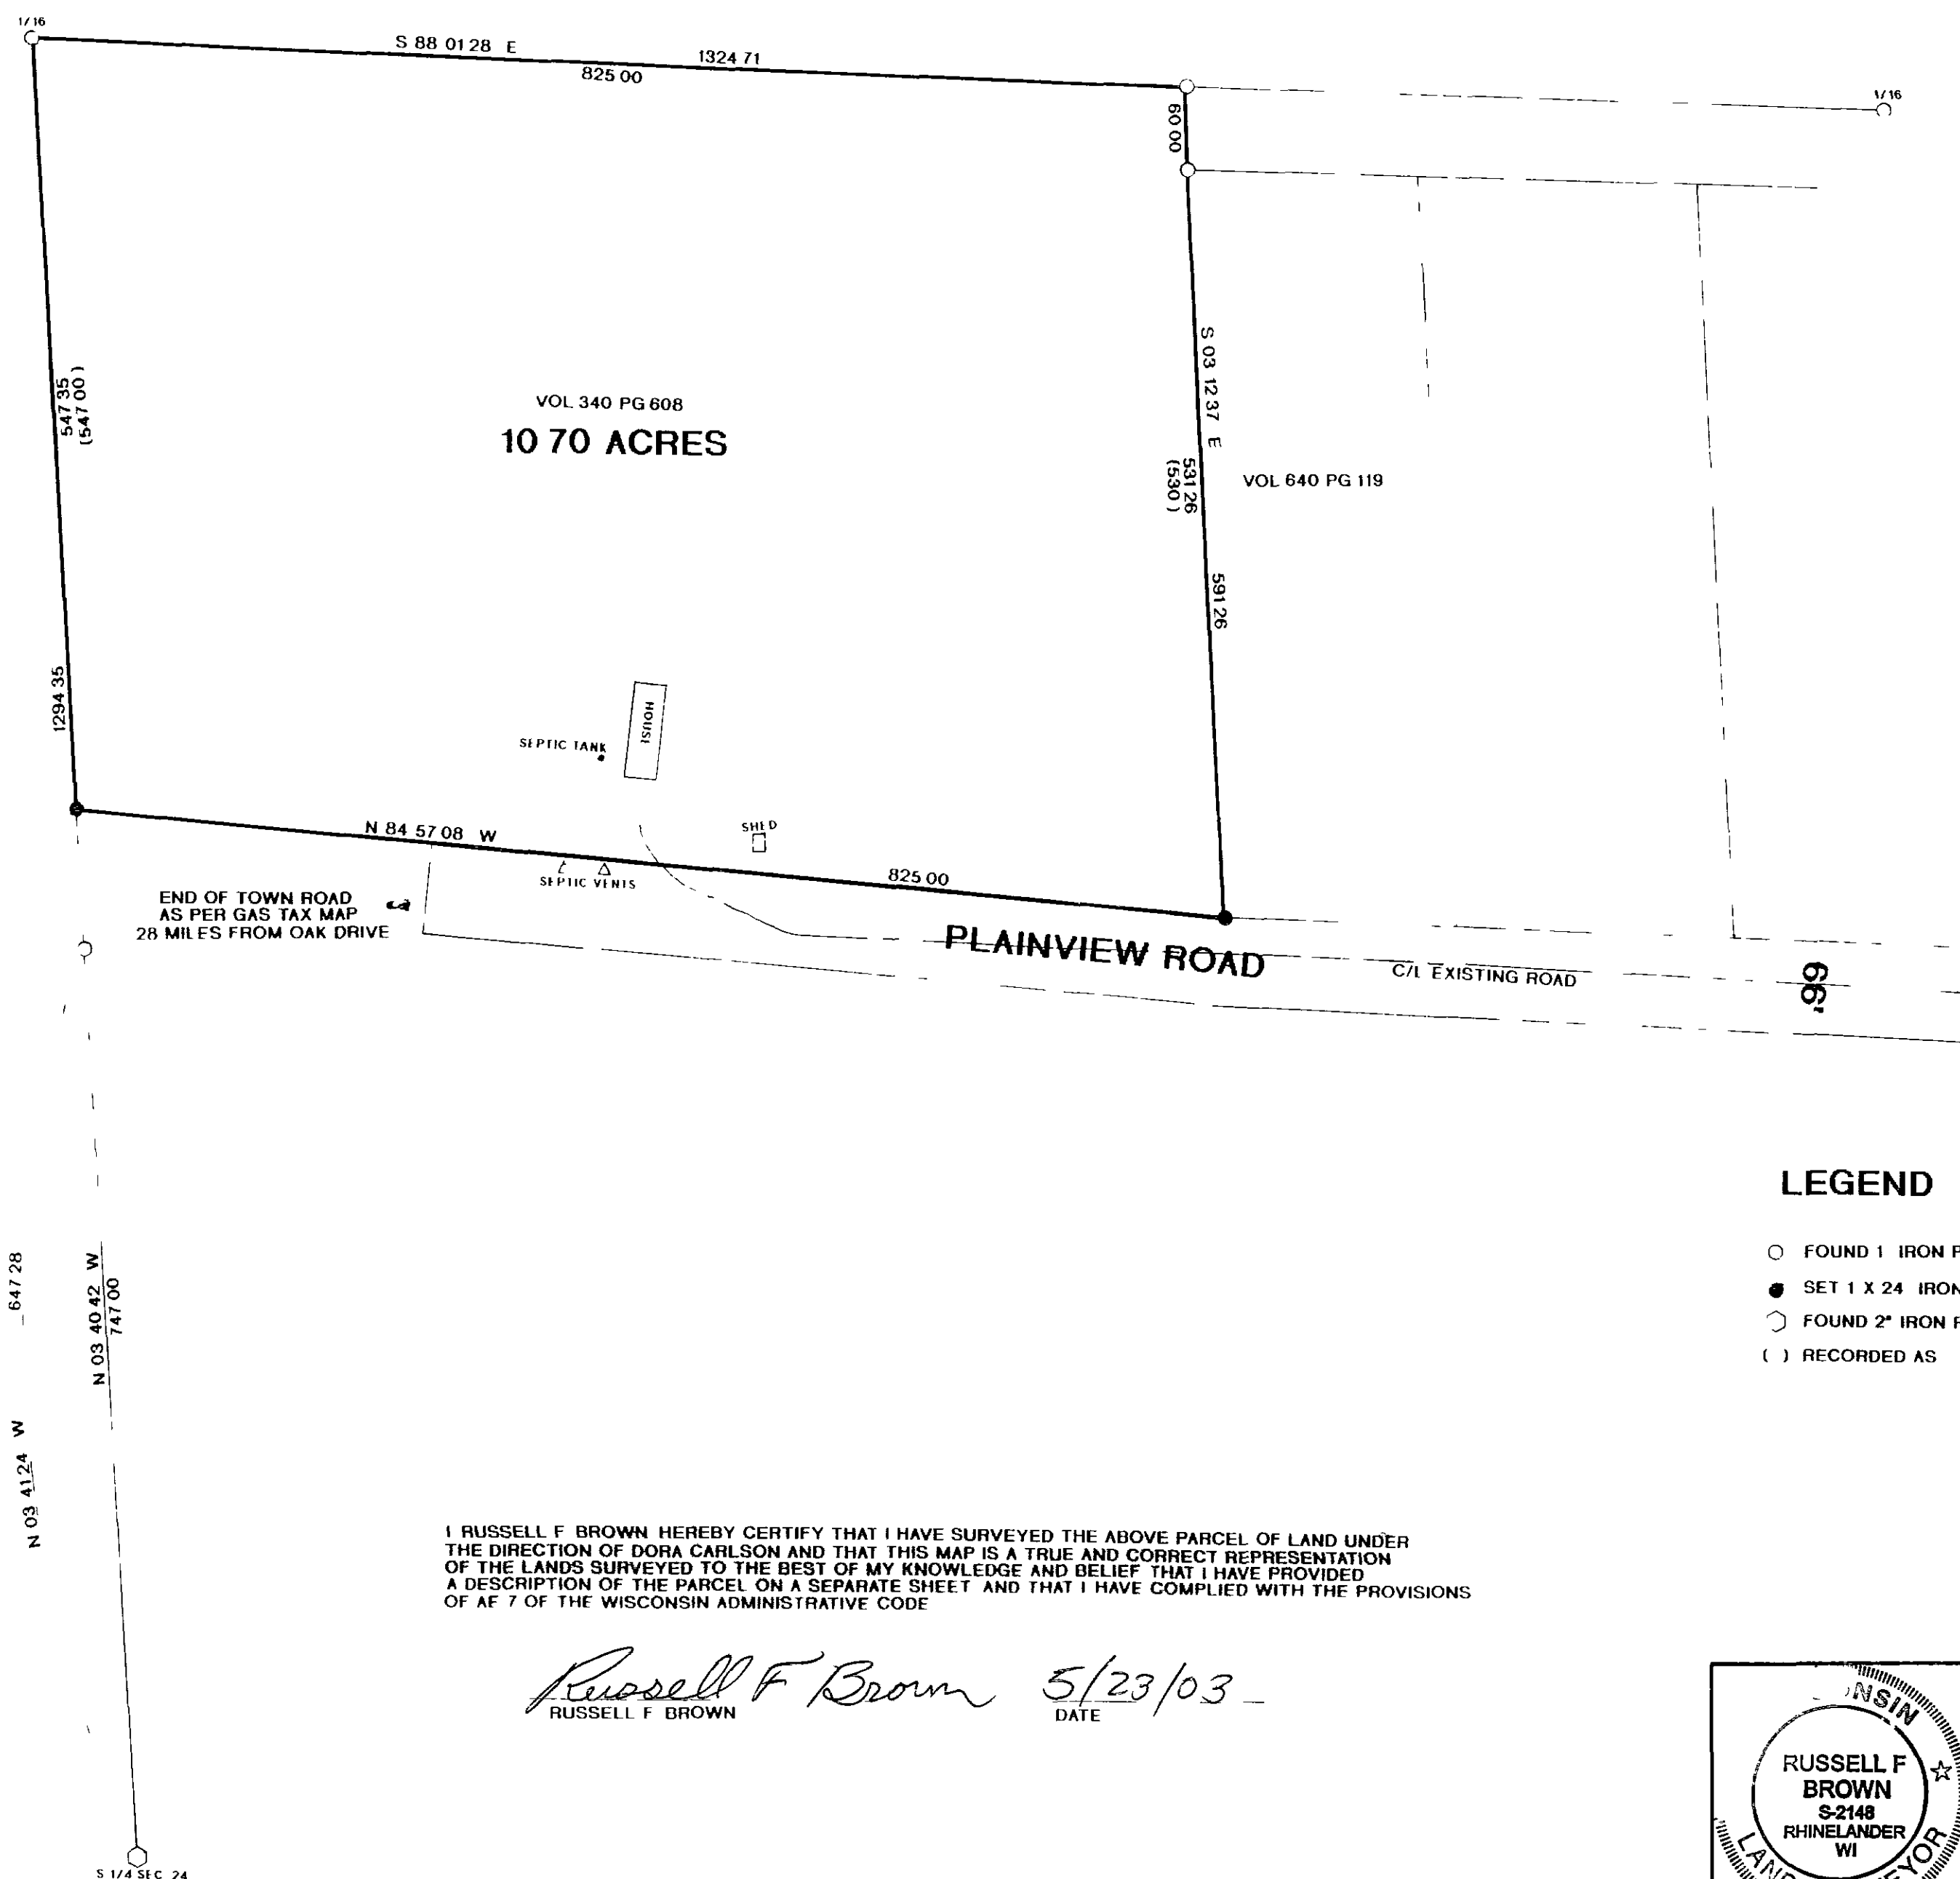 1/16
S 88 01 28 E
1324 71
825 00
1/16
60 00
547 35
(547 00)
VOL 340 PG 608
10 70 ACRES
S 03 12 37 E
531 26
(530 )
VOL 640 PG 119
591 26
1294 35
HOUSE
SEPTIC TANK
SHED
N 84 57 08 W
825 00
SEPTIC VENTS
END OF TOWN ROAD
AS PER GAS TAX MAP
28 MILES FROM OAK DRIVE
PLAINVIEW ROAD
C/L EXISTING ROAD
66'
LEGEND
FOUND 1 IRON P
SET 1 X 24 IRON
FOUND 2" IRON P
( ) RECORDED AS
647 28
N 03 41 24 W
N 03 40 42 W
747 00
I RUSSELL F BROWN HEREBY CERTIFY THAT I HAVE SURVEYED THE ABOVE PARCEL OF LAND UNDER
THE DIRECTION OF DORA CARLSON AND THAT THIS MAP IS A TRUE AND CORRECT REPRESENTATION
OF THE LANDS SURVEYED TO THE BEST OF MY KNOWLEDGE AND BELIEF THAT I HAVE PROVIDED
A DESCRIPTION OF THE PARCEL ON A SEPARATE SHEET AND THAT I HAVE COMPLIED WITH THE PROVISIONS
OF AE 7 OF THE WISCONSIN ADMINISTRATIVE CODE
Russell F Brown 5/23/03
RUSSELL F BROWN
DATE
NSIN
RUSSELL F
BROWN
S-2148
RHINELANDER
WI
LAND
EYOR
S 1/4 SEC 24